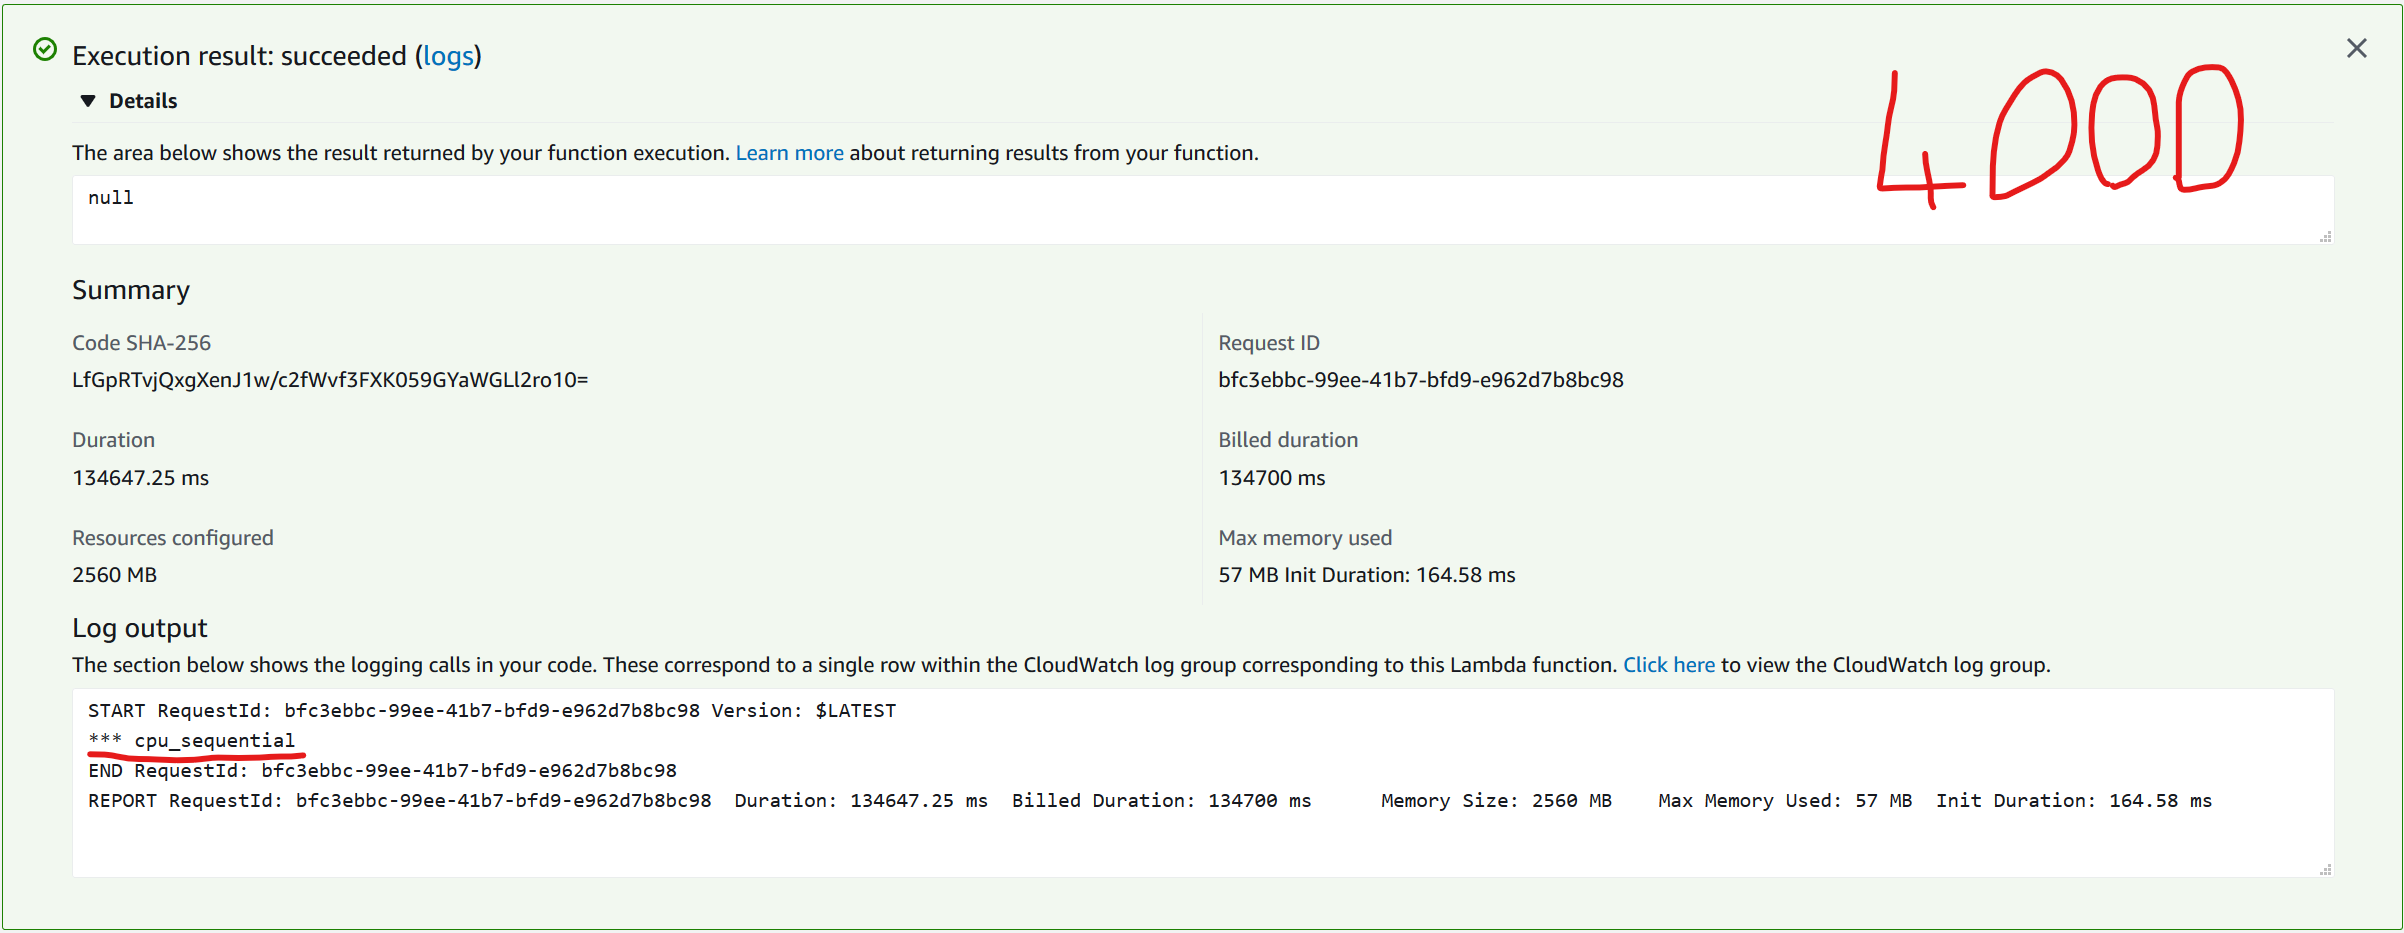 Execution result: succeeded (logs)
4000
Details
The area below shows the result returned by your function execution. Learn more about returning results from your function.
null
Summary
Code SHA-256
LfGpRTvjQxgXenJ1w/c2fWvf3FXK059GYaWGLl2ro10=
Request ID
bfc3ebbc-99ee-41b7-bfd9-e962d7b8bc98
Duration
134647.25 ms
Billed duration
134700 ms
Resources configured
2560 MB
Max memory used
57 MB Init Duration: 164.58 ms
Log output
The section below shows the logging calls in your code. These correspond to a single row within the CloudWatch log group corresponding to this Lambda function. Click here to view the CloudWatch log group.
START RequestId: bfc3ebbc-99ee-41b7-bfd9-e962d7b8bc98 Version: $LATEST
*** cpu_sequential
END RequestId: bfc3ebbc-99ee-41b7-bfd9-e962d7b8bc98
REPORT RequestId: bfc3ebbc-99ee-41b7-bfd9-e962d7b8bc98 Duration: 134647.25 ms Billed Duration: 134700 ms Memory Size: 2560 MB Max Memory Used: 57 MB Init Duration: 164.58 ms